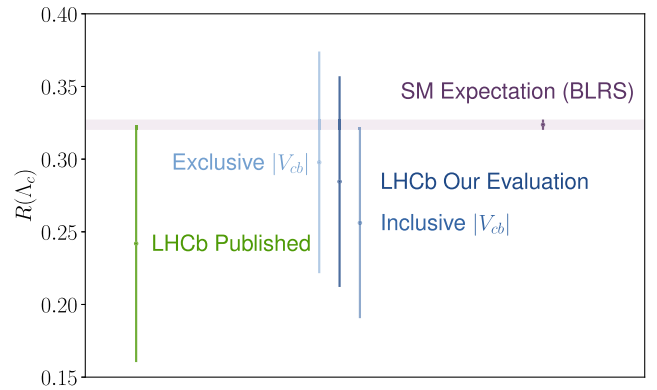 0.40
0.35
0.30
0.25
0.20
0.15
R(Λc)
SM Expectation (BLRS)
Exclusive |Vcb|
LHCb Our Evaluation
Inclusive |Vcb|
LHCb Published